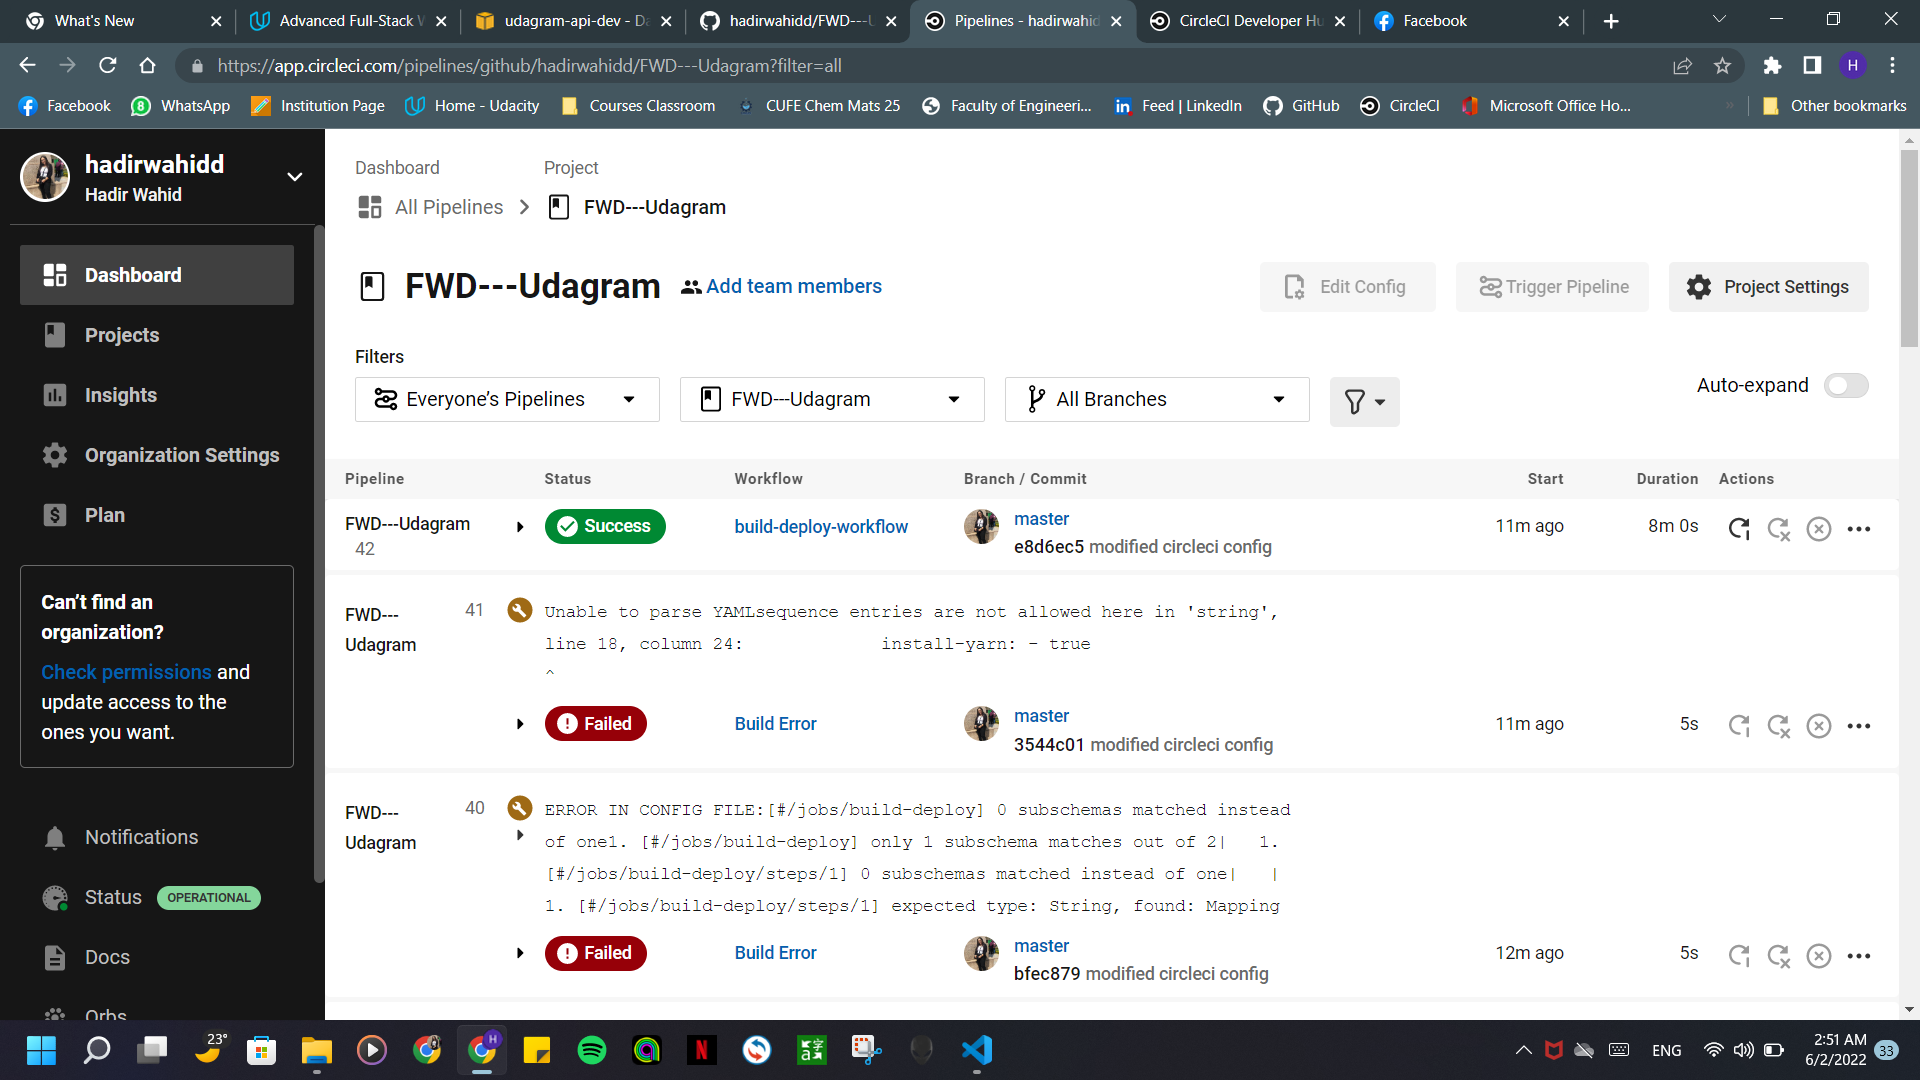 What's New
Advanced Full-Stack W
udagram-api-dev - Da
hadirwahidd/FWD---U
Pipelines - hadirwahid
CircleCI Developer Hu
Facebook
https://app.circleci.com/pipelines/github/hadirwahidd/FWD---Udagram?filter=all
H
Facebook
WhatsApp
Institution Page
Home - Udacity
Courses Classroom
CUFE Chem Mats 25
Faculty of Engineeri...
Feed | LinkedIn
GitHub
CircleCI
Microsoft Office Ho...
»
Other bookmarks
hadirwahidd
Hadir Wahid
Dashboard
Projects
Insights
Organization Settings
Plan
Can't find an
organization?
Check permissions and
update access to the
ones you want.
Notifications
Status OPERATIONAL
Docs
Orbs
Dashboard
Project
All Pipelines
FWD---Udagram
FWD---Udagram
Add team members
Edit Config
Trigger Pipeline
Project Settings
Filters
Everyone's Pipelines
FWD---Udagram
All Branches
Auto-expand
Pipeline
Status
Workflow
Branch / Commit
Start
Duration
Actions
FWD---Udagram
42
Success
build-deploy-workflow
master
e8d6ec5 modified circleci config
11m ago
8m 0s
FWD---
Udagram
41
Unable to parse YAMLsequence entries are not allowed here in 'string',
line 18, column 24:             install-yarn: - true
^
Failed
Build Error
master
3544c01 modified circleci config
11m ago
5s
FWD---
Udagram
40
ERROR IN CONFIG FILE:[#/jobs/build-deploy] 0 subschemas matched instead
of one1. [#/jobs/build-deploy] only 1 subschema matches out of 2|   1.
[#/jobs/build-deploy/steps/1] 0 subschemas matched instead of one|   |
1. [#/jobs/build-deploy/steps/1] expected type: String, found: Mapping
Failed
Build Error
master
bfec879 modified circleci config
12m ago
5s
23°
H
N
ENG
2:51 AM
6/2/2022
33